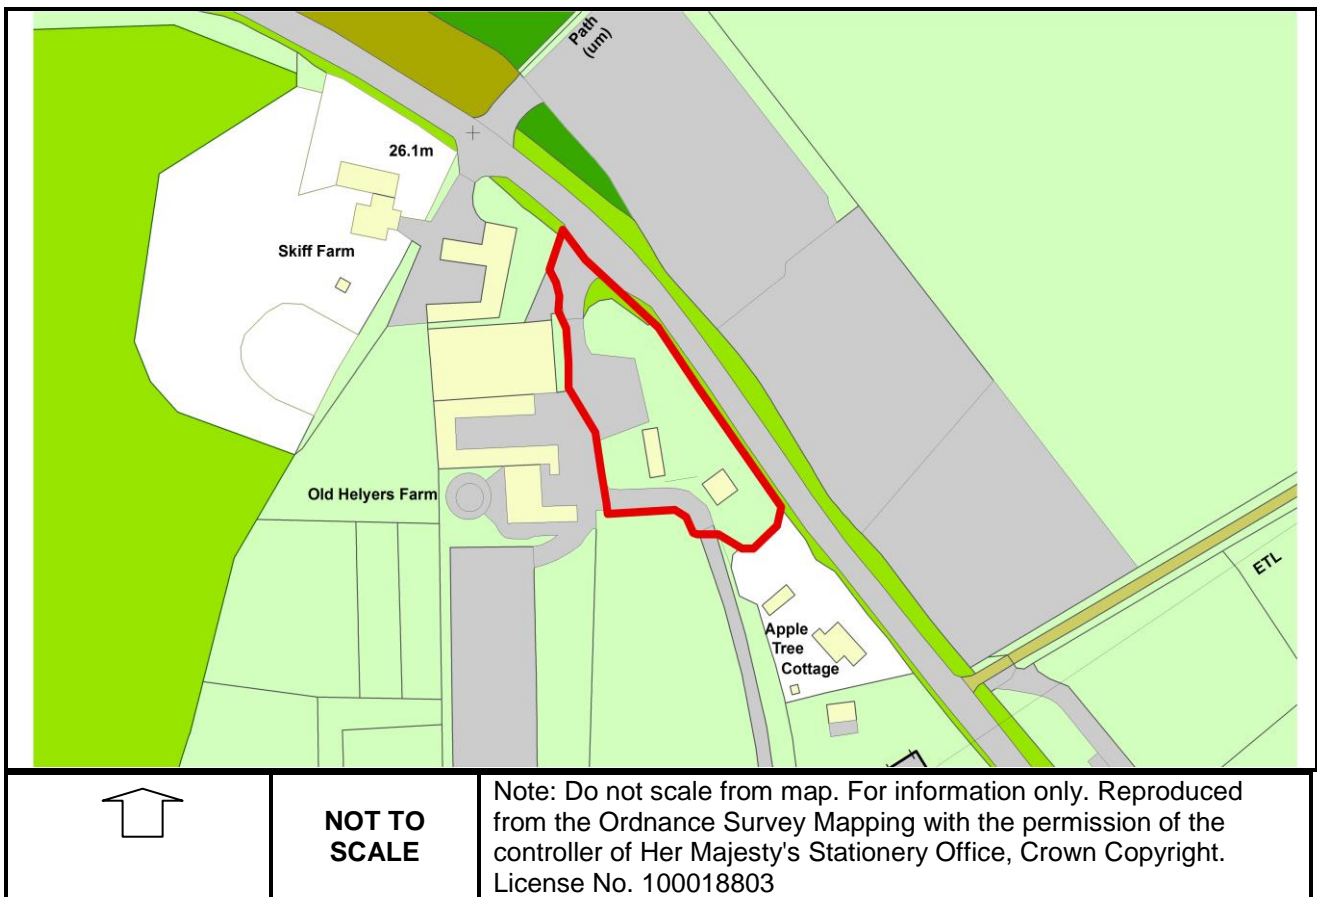 Path
(um)
26.1m
Skiff Farm
Old Helyers Farm
ETL
Apple
Tree
Cottage
NOT TO
SCALE
Note: Do not scale from map. For information only. Reproduced
from the Ordnance Survey Mapping with the permission of the
controller of Her Majesty's Stationery Office, Crown Copyright.
License No. 100018803